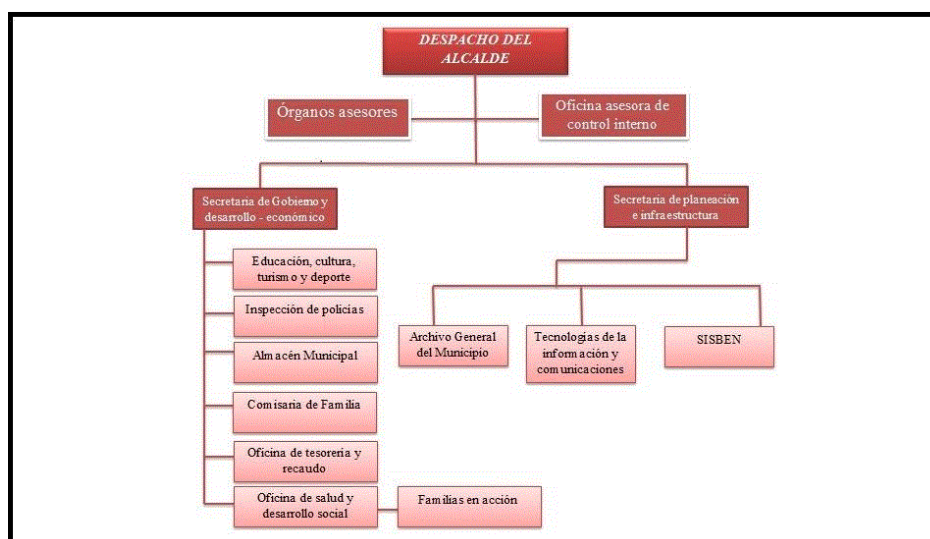 DESPACHO DEL
ALCALDE
Órganos asesores
Oficina asesora de
control interno
Secretaria de Gobierno y
desarrollo - económico
Secretaria de planeación
e infraestructura
Educación, cultura,
turismo y deporte
Inspección de policías
Almacén Municipal
Comisaria de Familia
Oficina de tesorería y
recaudo
Oficina de salud y
desarrollo social
Familias en acción
Archivo General
del Municipio
Tecnologías de la
información y
comunicaciones
SISBEN